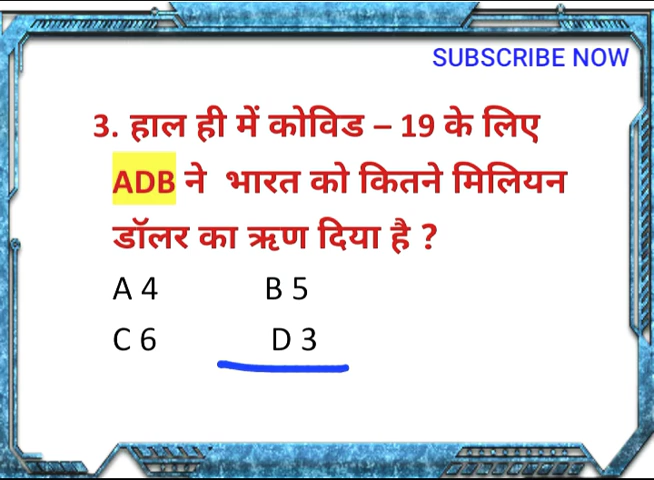 SUBSCRIBE NOW
3. हाल ही में कोविड – 19 के लिए
ADB ने भारत को कितने मिलियन
डॉलर का ऋण दिया है ?
A 4 B 5
C 6 D 3